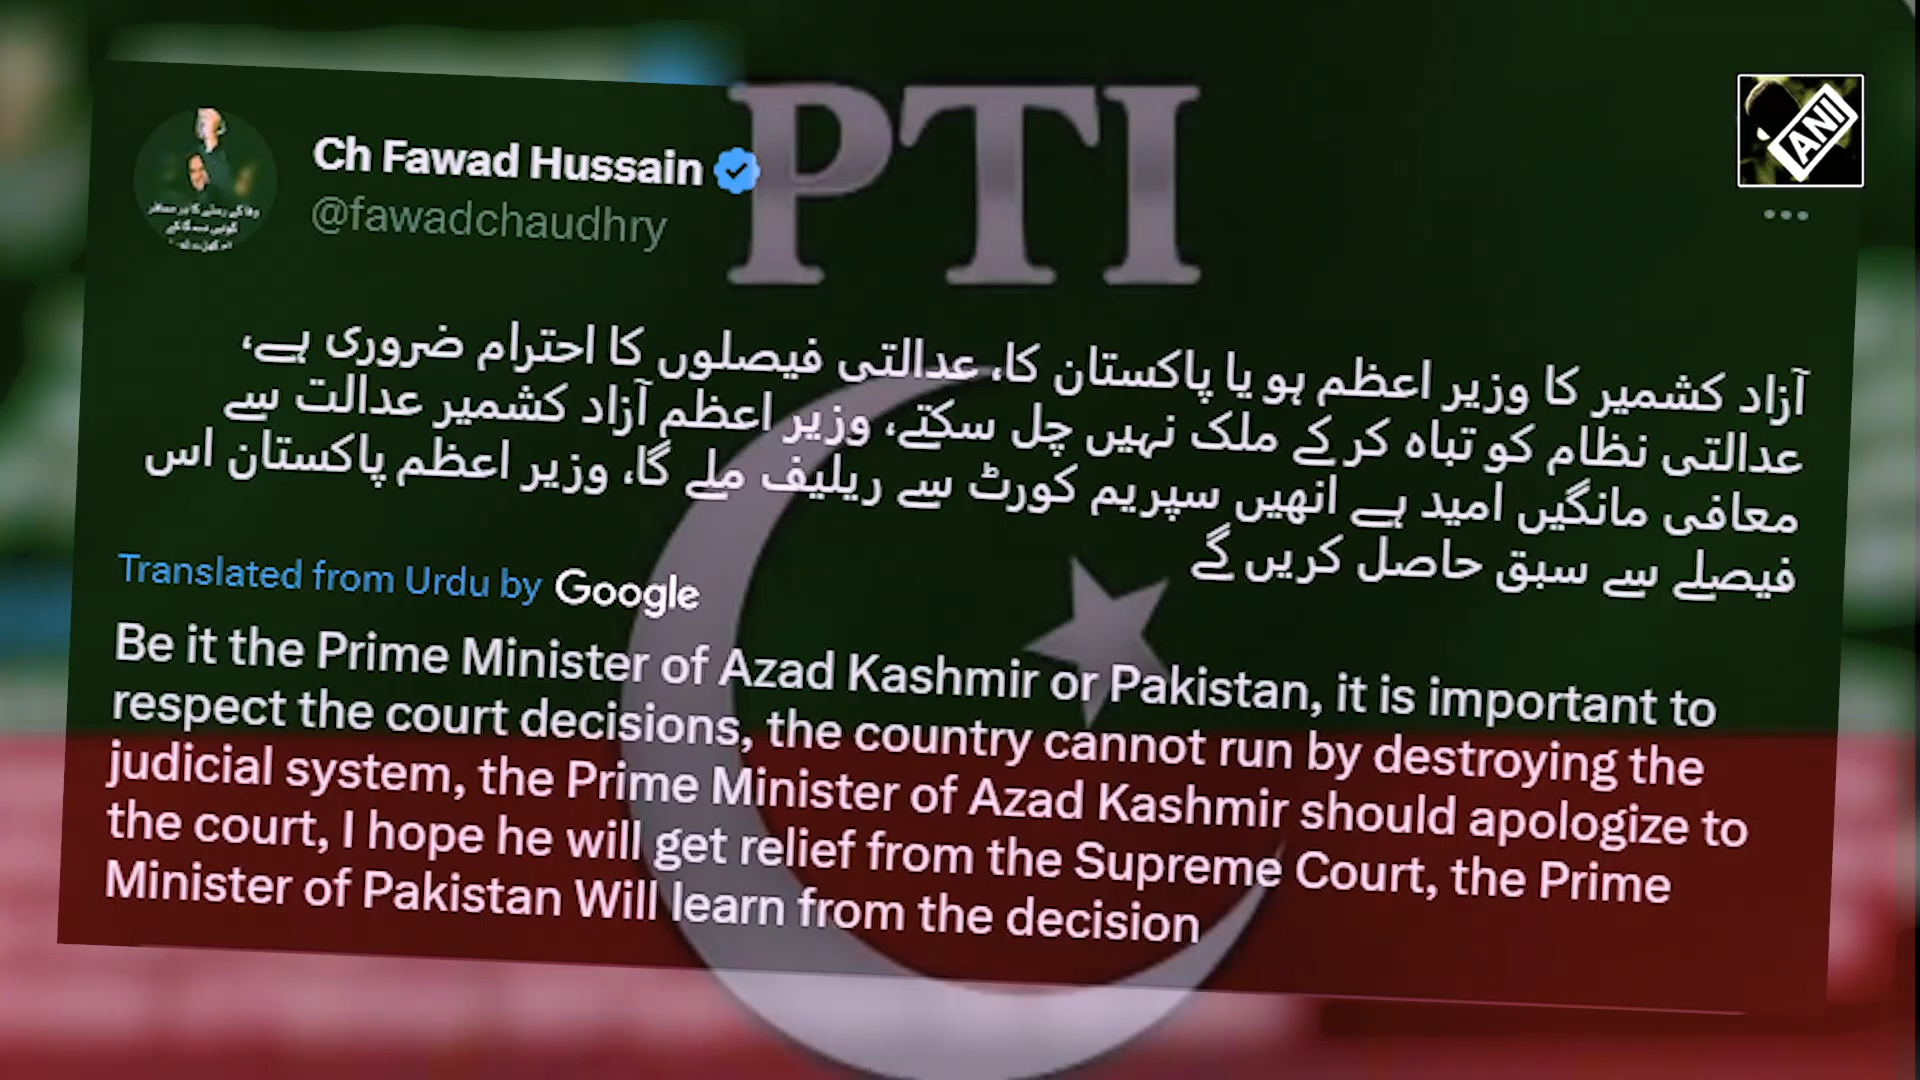 PTI
ANI
Ch Fawad Hussain
@fawadchaudhry
آزاد کشمیر کا وزیر اعظم ہو یا پاکستان کا، عدالتی فیصلوں کا احترام ضروری ہے،
عدالتی نظام کو تباہ کر کے ملک نہیں چل سکتے، وزیر اعظم آزاد کشمیر عدالت سے
معافی مانگیں امید ہے انھیں سپریم کورٹ سے ریلیف ملے گا، وزیر اعظم پاکستان اس
فیصلے سے سبق حاصل کریں گے
Translated from Urdu by Google
Be it the Prime Minister of Azad Kashmir or Pakistan, it is important to
respect the court decisions, the country cannot run by destroying the
judicial system, the Prime Minister of Azad Kashmir should apologize to
the court, I hope he will get relief from the Supreme Court, the Prime
Minister of Pakistan Will learn from the decision